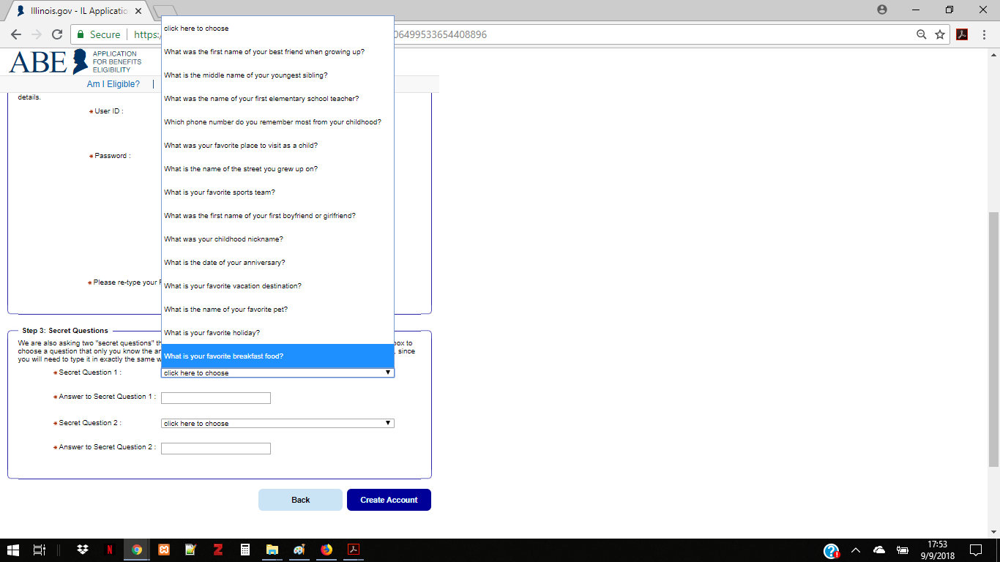 Illinois.gov - IL Applicatio
Secure
https:/
06499533654408896
ABE
APPLICATION
FOR BENEFITS
ELIGIBILITY
Am I Eligible? |
details.
*User ID :
*Password :
*Please re-type your
click here to choose
What was the first name of your best friend when growing up?
What is the middle name of your youngest sibling?
What was the name of your first elementary school teacher?
Which phone number do you remember most from your childhood?
What was your favorite place to visit as a child?
What is the name of the street you grew up on?
What is your favorite sports team?
What was the first name of your first boyfriend or girlfriend?
What was your childhood nickname?
What is the date of your anniversary?
What is your favorite vacation destination?
What is the name of your favorite pet?
What is your favorite holiday?
What is your favorite breakfast food?
Step 3: Secret Questions
We are also asking two "secret questions" th
box to
choose a question that only you know the an
, since
you will need to type it in exactly the same w
*Secret Question 1 : click here to choose
*Answer to Secret Question 1 :
*Secret Question 2 : click here to choose
*Answer to Secret Question 2 :
Back
Create Account
17:53
9/9/2018